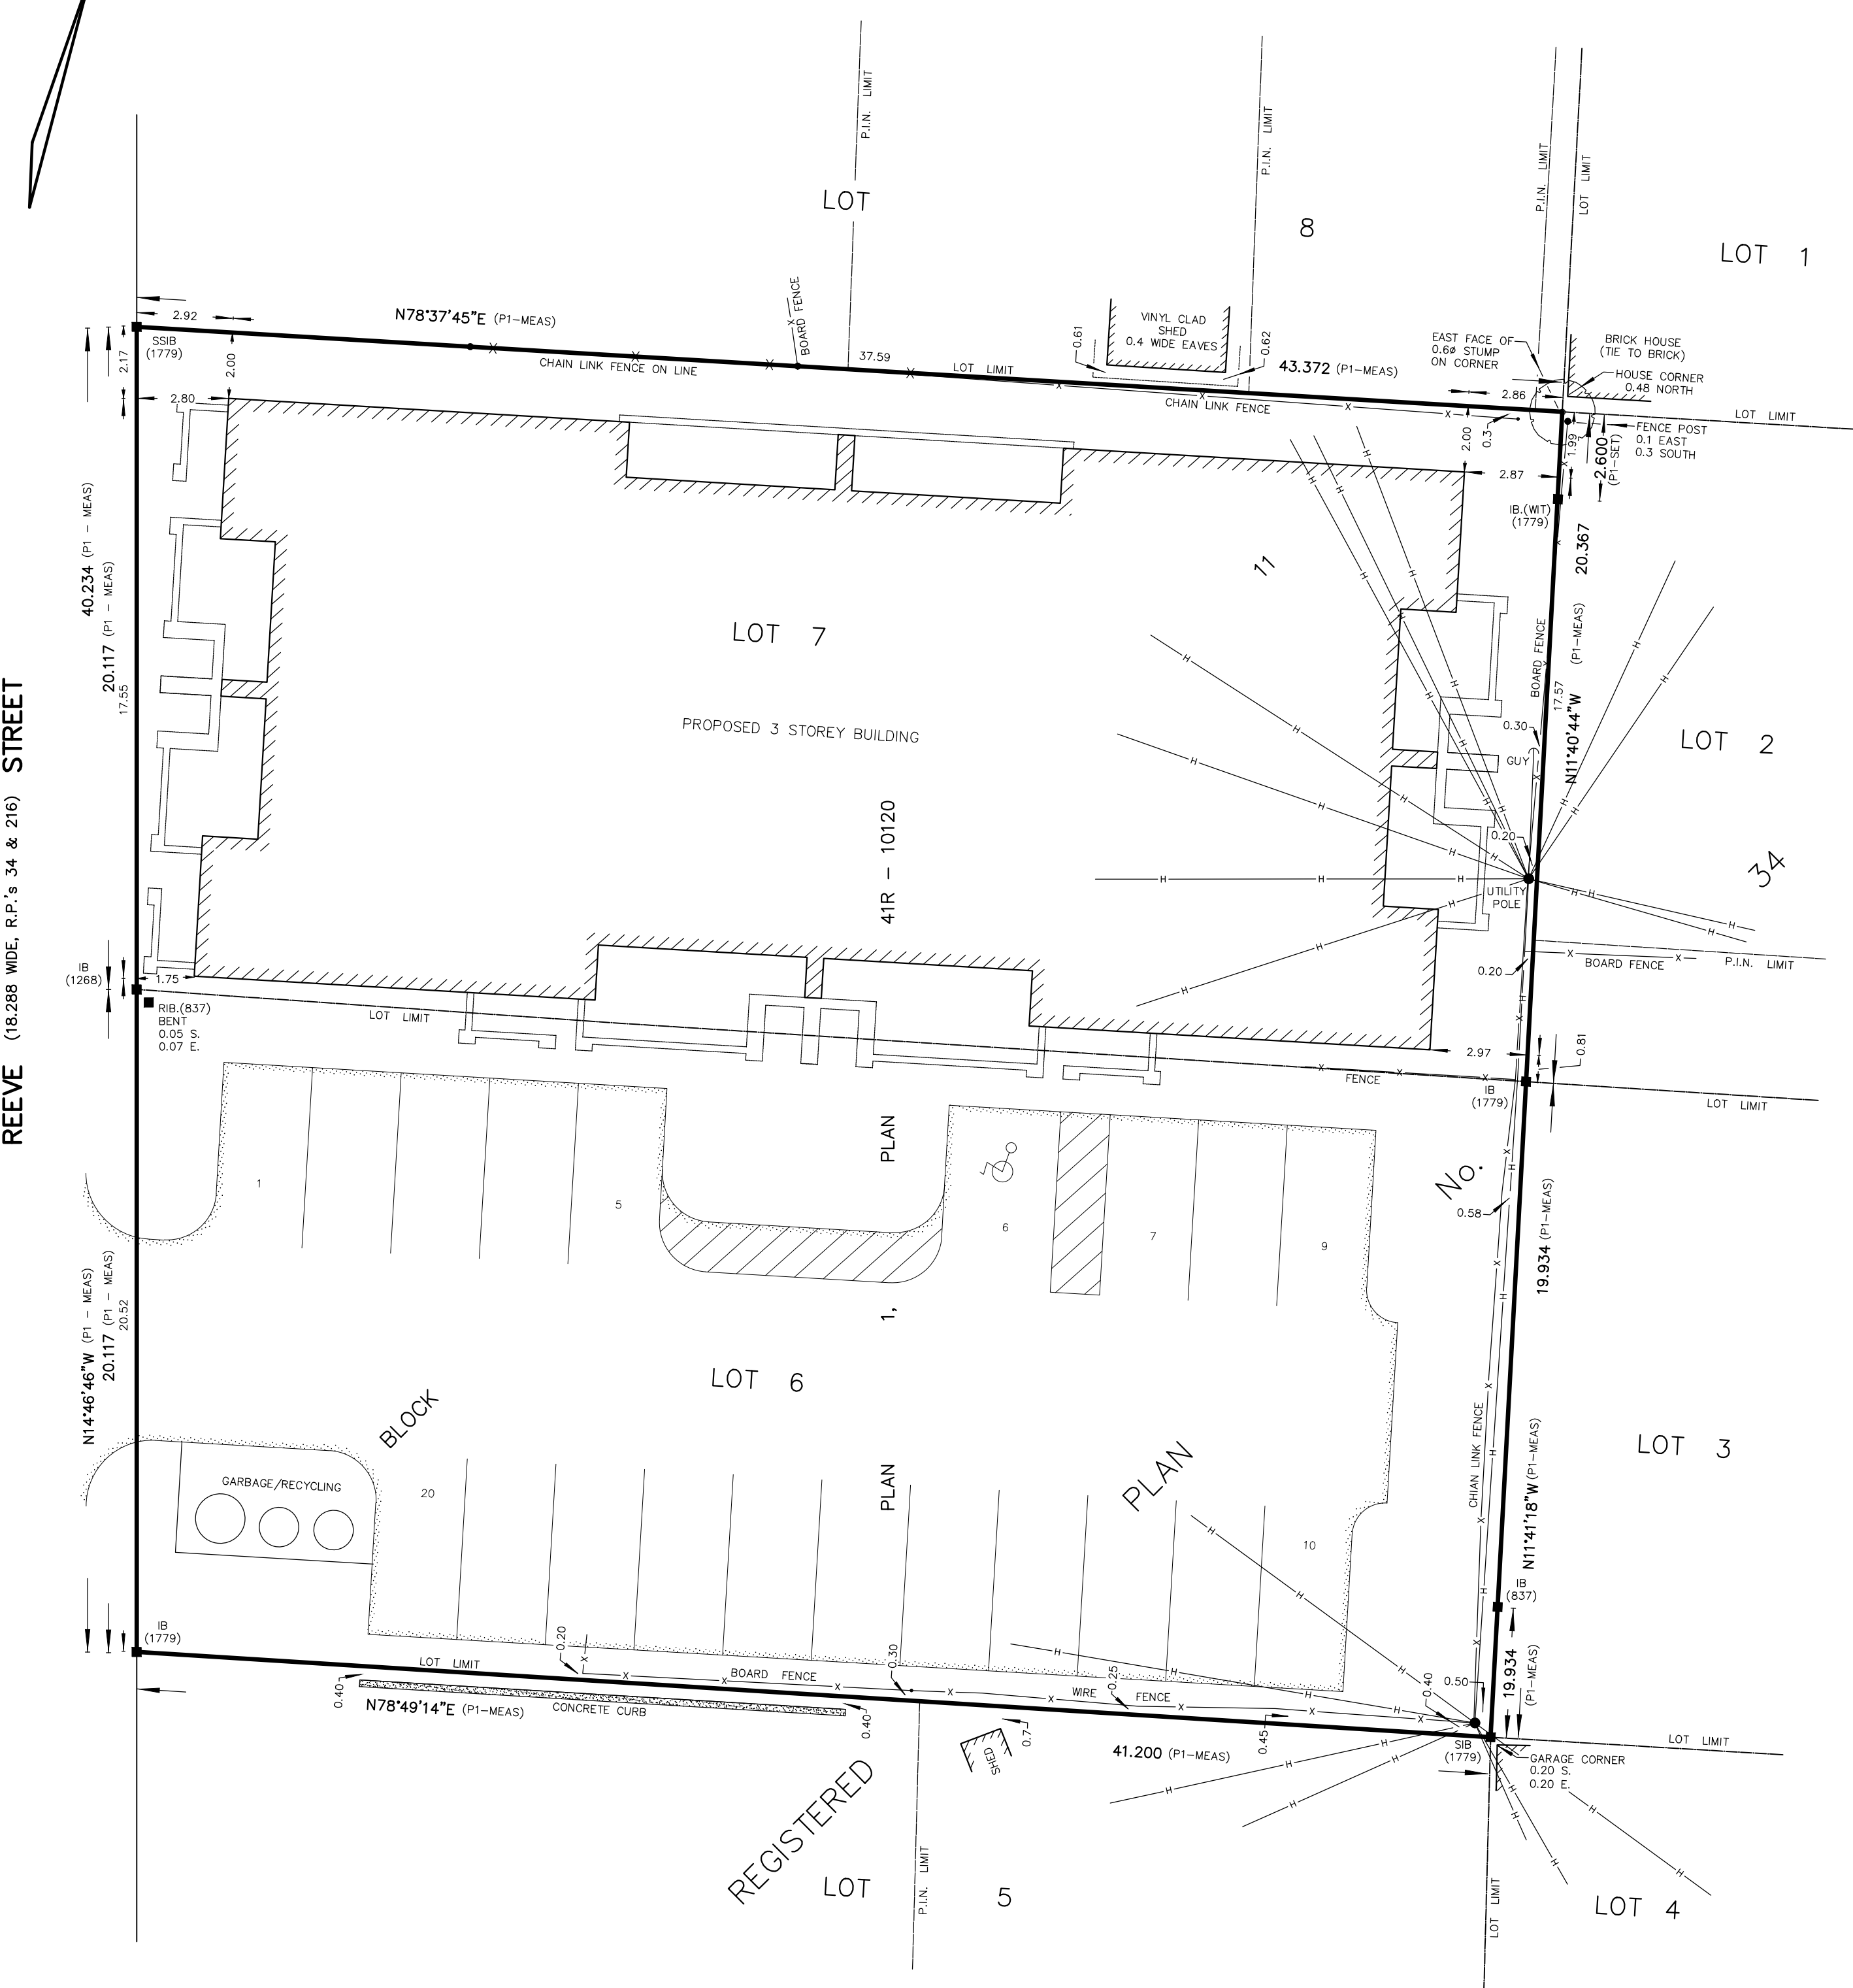 P.I.N. LIMIT
P.I.N. LIMIT
P.I.N. LIMIT
LOT LIMIT
LOT
8
LOT 1
2.92
N78°37'45"E (P1-MEAS)
SSIB
(1779)
2.17
2.00
2.80
BOARD FENCE
CHAIN LINK FENCE ON LINE
37.59
LOT LIMIT
0.61
VINYL CLAD
SHED
0.4 WIDE EAVES
0.62
43.372 (P1-MEAS)
CHAIN LINK FENCE
EAST FACE OF
0.6ø STUMP
ON CORNER
BRICK HOUSE
(TIE TO BRICK)
HOUSE CORNER
0.48 NORTH
2.86
LOT LIMIT
FENCE POST
0.1 EAST
0.3 SOUTH
0.3
2.00
1.99
2.600
(P1-SET)
2.87
IB.(WIT)
(1779)
20.367
40.234 (P1 - MEAS)
20.117 (P1 - MEAS)
17.55
REEVE (18.288 WIDE, R.P.'s 34 & 216) STREET
11
LOT 7
PROPOSED 3 STOREY BUILDING
41R - 10120
BOARD FENCE
17.57
N11°40'44"W (P1-MEAS)
0.30
GUY
LOT 2
0.20
UTILITY
POLE
34
0.20
BOARD FENCE
P.I.N. LIMIT
IB
(1268)
1.75
RIB.(837)
BENT
0.05 S.
0.07 E.
LOT LIMIT
2.97
0.81
FENCE
IB
(1779)
LOT LIMIT
1
5
PLAN
6
7
9
No.
0.58
19.934 (P1-MEAS)
N14°46'46"W (P1 - MEAS)
20.117 (P1 - MEAS)
20.52
1,
LOT 6
BLOCK
PLAN
PLAN
CHIAN LINK FENCE
N11°41'18"W (P1-MEAS)
LOT 3
GARBAGE/RECYCLING
20
10
IB
(837)
IB
(1779)
LOT LIMIT
0.20
BOARD FENCE
0.30
WIRE FENCE
0.25
0.40
0.50
19.934
(P1-MEAS)
0.40
N78°49'14"E (P1-MEAS)
CONCRETE CURB
0.40
SHED
0.7
41.200 (P1-MEAS)
0.45
SIB
(1779)
LOT LIMIT
GARAGE CORNER
0.20 S.
0.20 E.
REGISTERED
LOT
5
P.I.N. LIMIT
LOT LIMIT
LOT 4